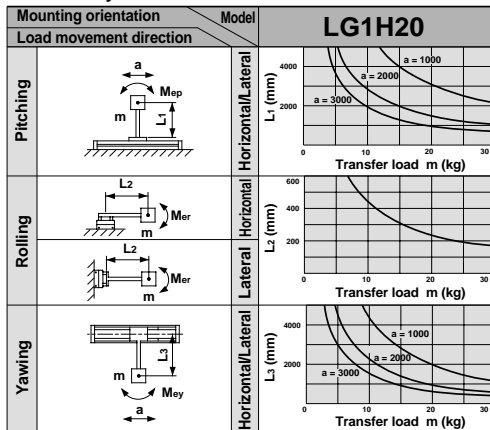 Mounting orientation
Model
Load movement direction
LG1H20
Pitching
a
Mep
m
L1
Horizontal/Lateral
L1 (mm)
4000
2000
a = 1000
a = 2000
a = 3000
0
10
20
30
Transfer load m (kg)
Rolling
L2
Mer
m
Horizontal
L2
Mer
m
Lateral
L2 (mm)
600
400
200
0
10
20
30
Transfer load m (kg)
Yawing
L3
m
Mey
a
Horizontal/Lateral
L3 (mm)
4000
2000
a = 1000
a = 2000
a = 3000
0
10
20
30
Transfer load m (kg)